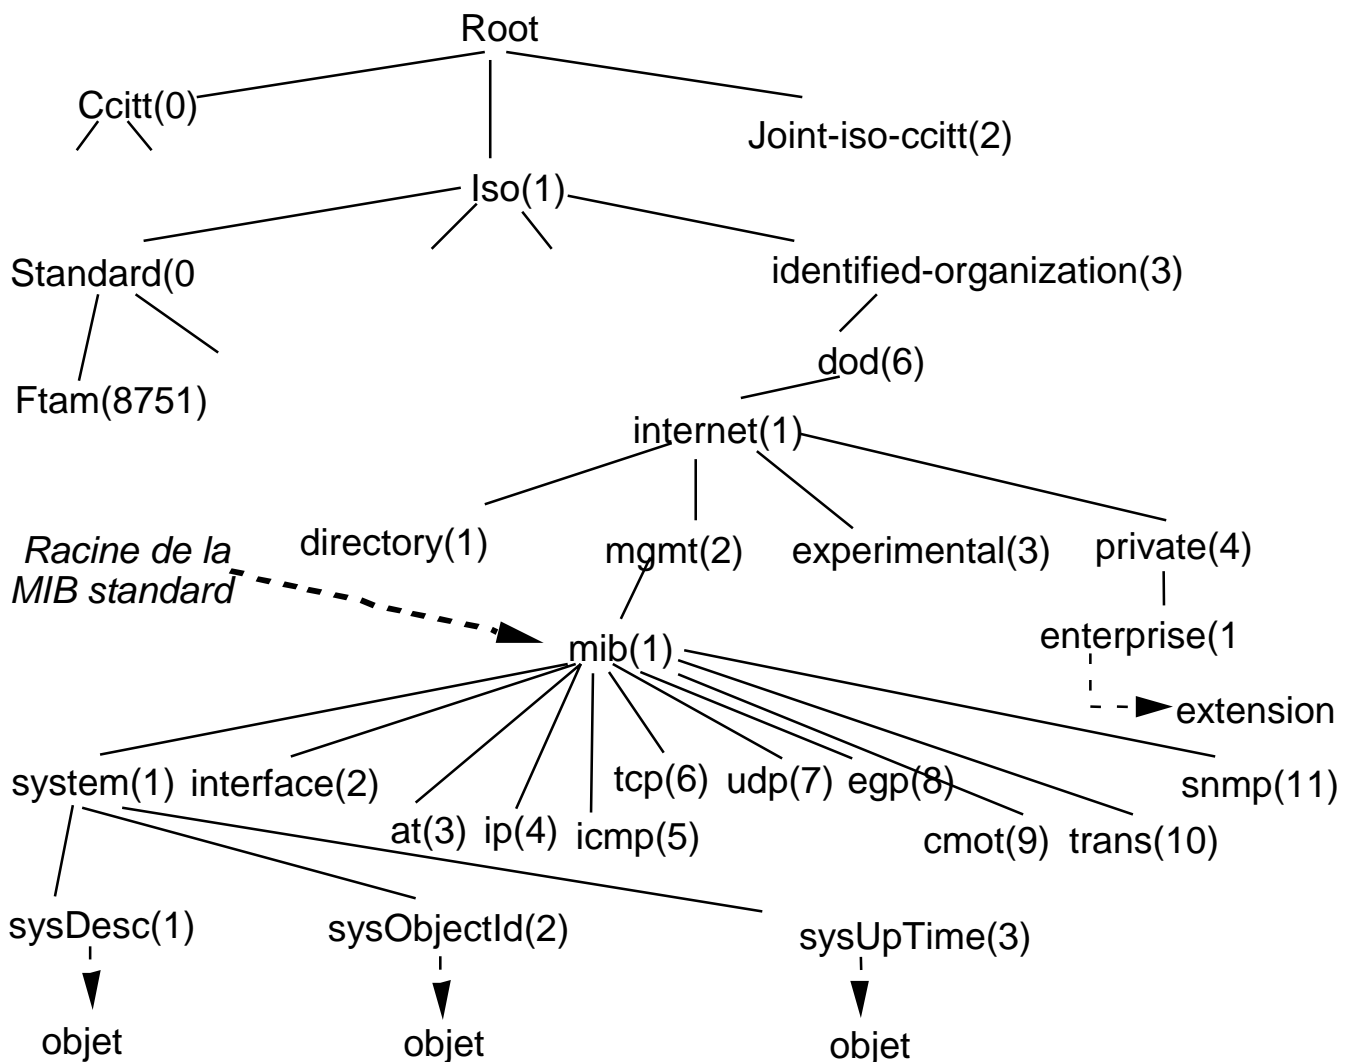 Root
Ccitt(0)
Joint-iso-ccitt(2)
Iso(1)
Standard(0
identified-organization(3)
dod(6)
Ftam(8751)
internet(1)
directory(1)
mgmt(2)
experimental(3)
private(4)
Racine de la
MIB standard
enterprise(1
mib(1)
extension
system(1)
interface(2)
tcp(6)
udp(7)
egp(8)
snmp(11)
at(3)
ip(4)
icmp(5)
cmot(9)
trans(10)
sysDesc(1)
sysObjectId(2)
sysUpTime(3)
objet
objet
objet